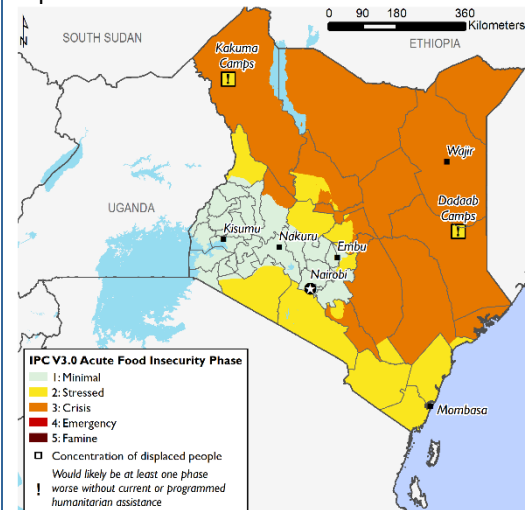 0 90 180 360
Kilometers
SOUTH SUDAN
ETHIOPIA
Kakuma
Camps
!
Wajir
Dadaab
Camps
!
UGANDA
Kisumu
Nakuru
Embu
Nairobi
Mombasa
IPC V3.0 Acute Food Insecurity Phase
1: Minimal
2: Stressed
3: Crisis
4: Emergency
5: Famine
Concentration of displaced people
Would likely be at least one phase
! worse without current or programmed
humanitarian assistance